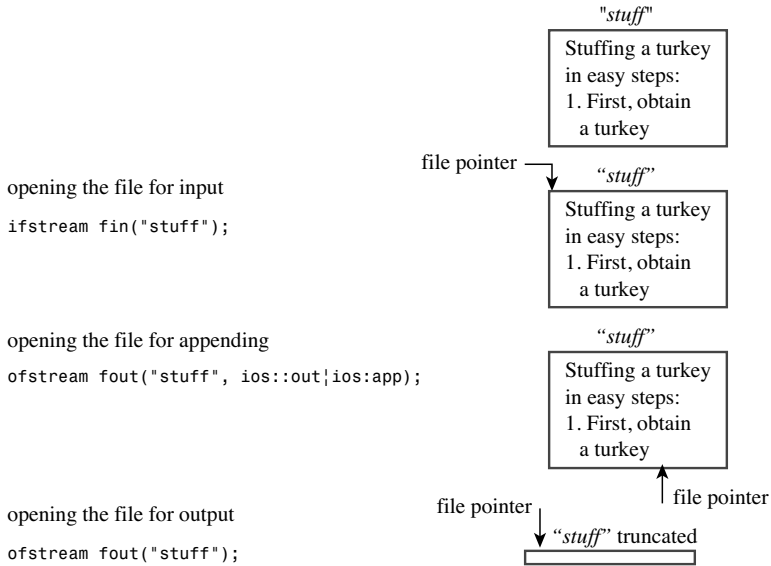 "stuff"
Stuffing a turkey
in easy steps:
1. First, obtain
a turkey
file pointer
opening the file for input
ifstream fin("stuff");
“stuff”
Stuffing a turkey
in easy steps:
1. First, obtain
a turkey
opening the file for appending
ofstream fout("stuff", ios::out¦ios:app);
“stuff”
Stuffing a turkey
in easy steps:
1. First, obtain
a turkey
file pointer
opening the file for output
ofstream fout("stuff");
file pointer
“stuff” truncated